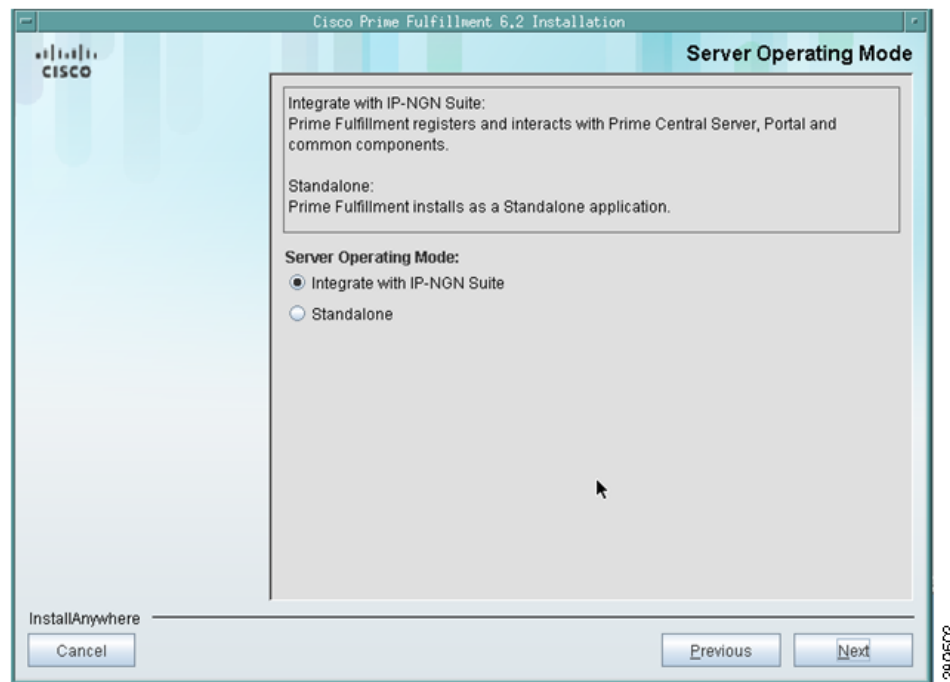 Cisco Prime Fulfillment 6.2 Installation
CISCO
Server Operating Mode
Integrate with IP-NGN Suite:
Prime Fulfillment registers and interacts with Prime Central Server, Portal and
common components.
Standalone:
Prime Fulfillment installs as a Standalone application.
Server Operating Mode:
Integrate with IP-NGN Suite
Standalone
InstallAnywhere
Cancel
Previous
Next